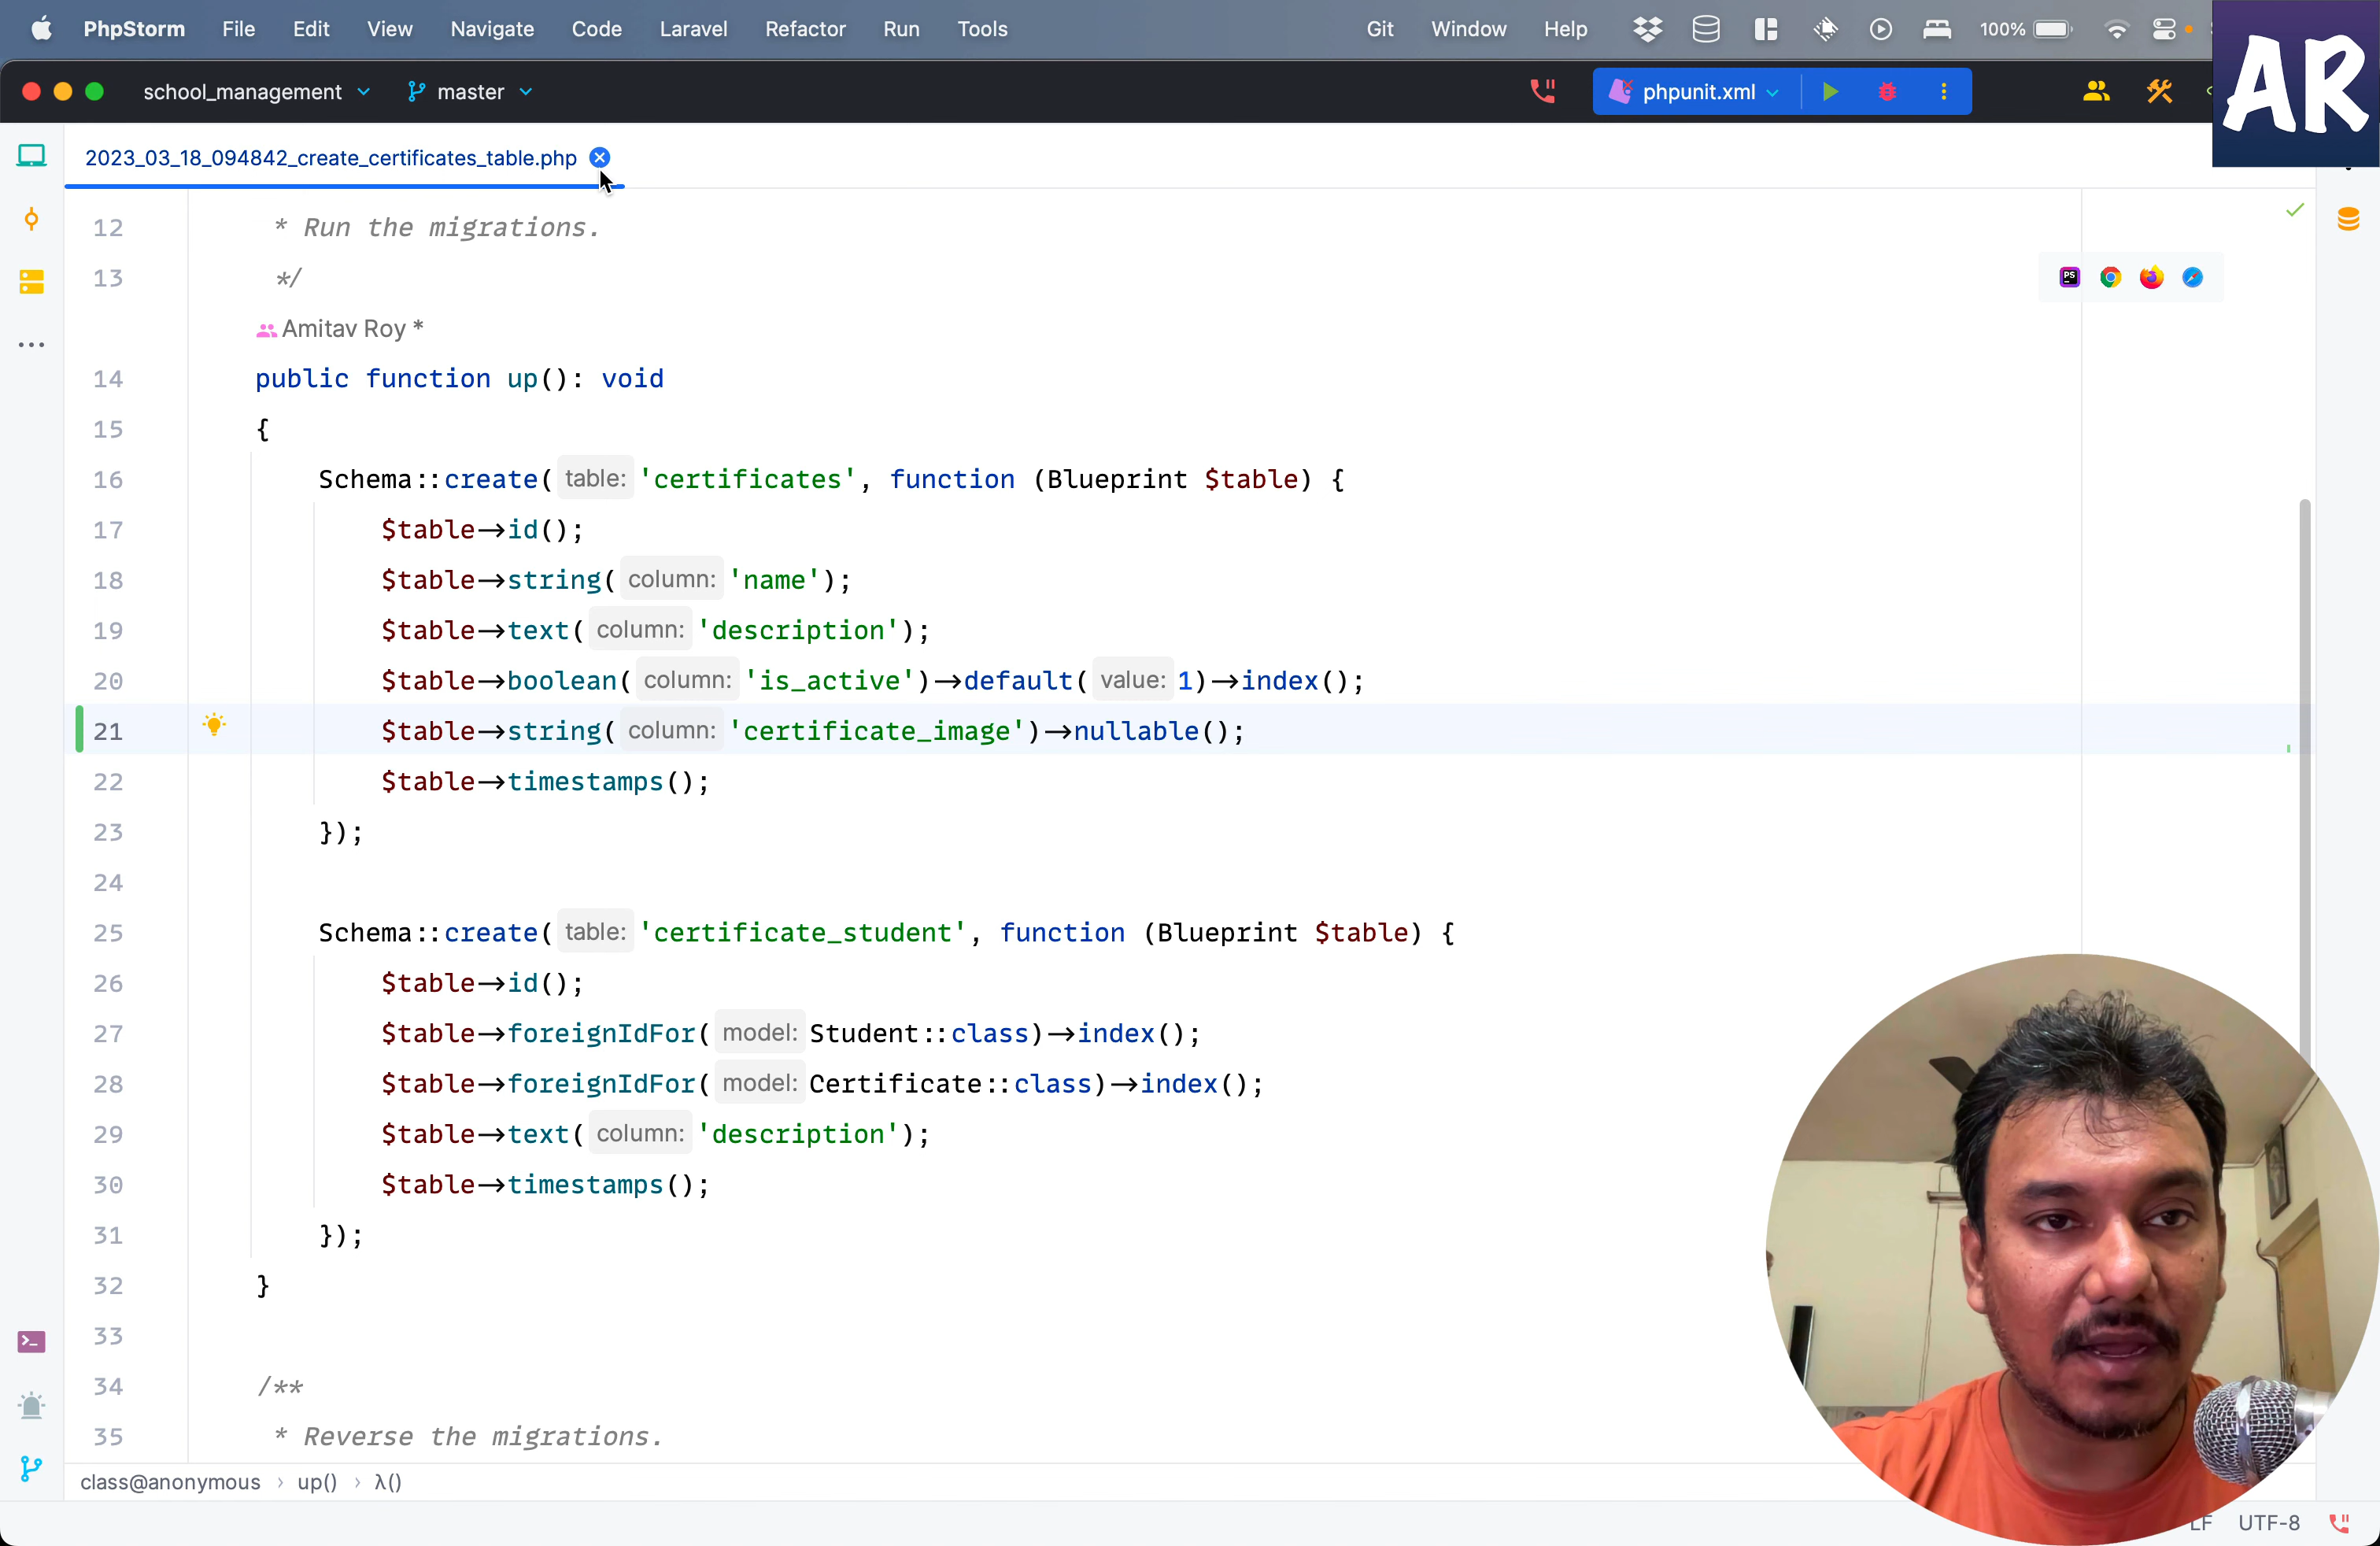 PhpStorm File Edit View Navigate Code Laravel Refactor Run Tools Git Window Help 100%
school_management master phpunit.xml
AR
2023_03_18_094842_create_certificates_table.php
12 * Run the migrations.
13 */
Amitav Roy *
14 public function up(): void
15 {
16 Schema::create( table: 'certificates', function (Blueprint $table) {
17 $table->id();
18 $table->string( column: 'name');
19 $table->text( column: 'description');
20 $table->boolean( column: 'is_active')->default( value: 1)->index();
21 $table->string( column: 'certificate_image')->nullable();
22 $table->timestamps();
23 });
24
25 Schema::create( table: 'certificate_student', function (Blueprint $table) {
26 $table->id();
27 $table->foreignIdFor( model: Student::class)->index();
28 $table->foreignIdFor( model: Certificate::class)->index();
29 $table->text( column: 'description');
30 $table->timestamps();
31 });
32 }
33
34 /**
35 * Reverse the migrations.
class@anonymous › up() › λ()
LF UTF-8